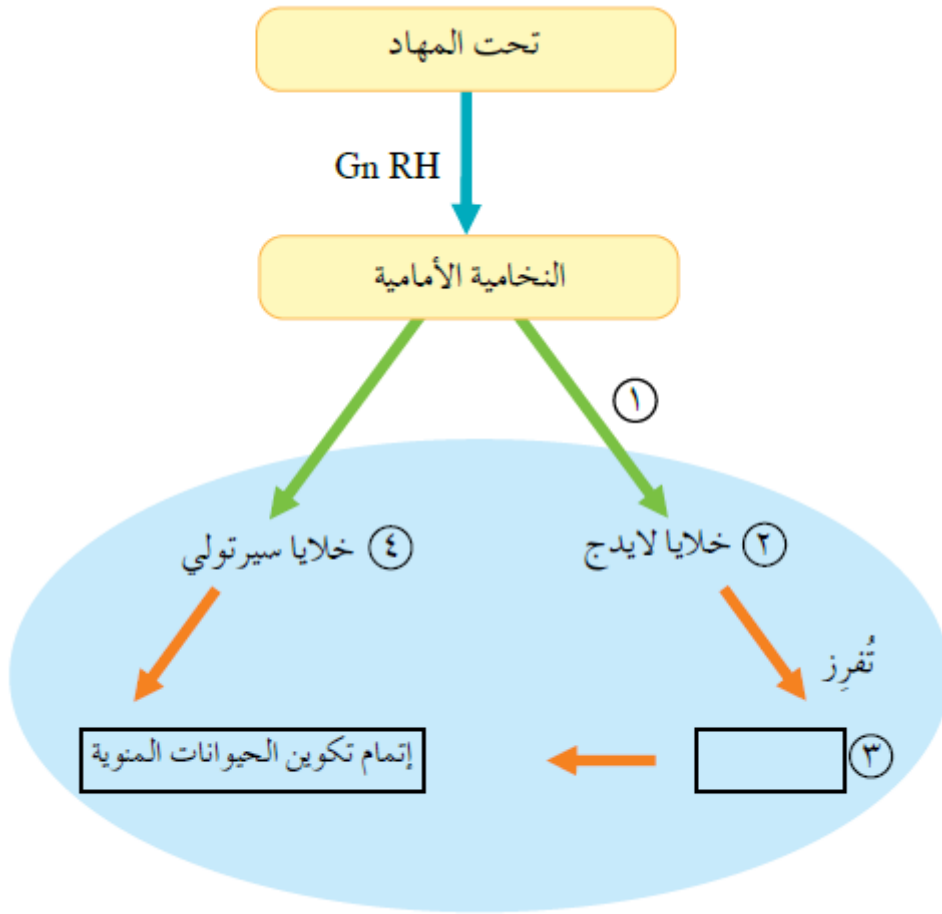 تحت المهاد
Gn RH
النخامية الأمامية
١
٢ خلايا لايدج
٤ خلايا سيرتولي
تُفرِز
٣
إتمام تكوين الحيوانات المنوية